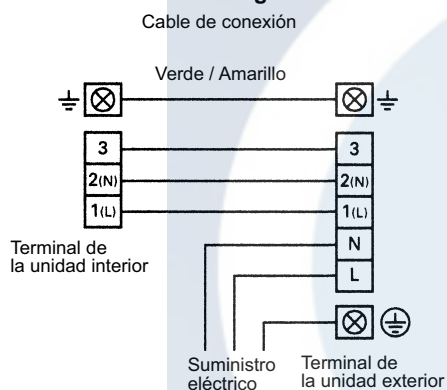 Cable de conexión
Verde / Amarillo
3 3
2(N) 2(N)
1(L) 1(L)
N
L
Terminal de
la unidad interior
Suministro
eléctrico
Terminal de
la unidad exterior